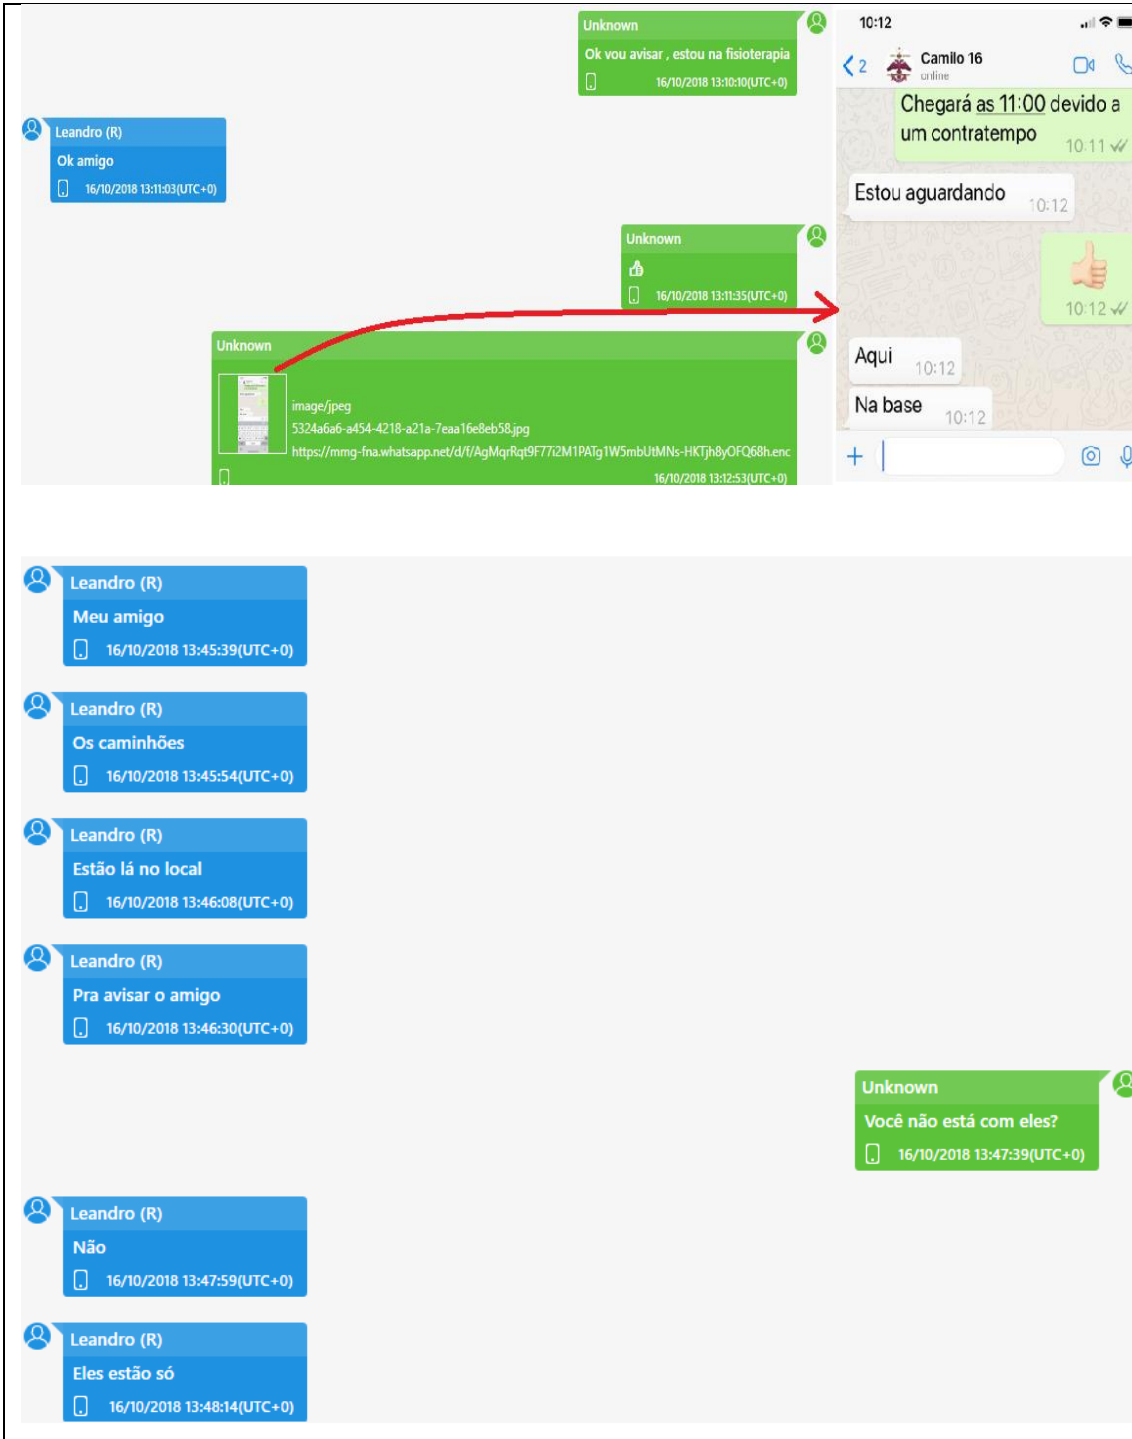 Unknown
Ok vou avisar , estou na fisioterapia
16/10/2018 13:10:10(UTC+0)
Leandro (R)
Ok amigo
16/10/2018 13:11:03(UTC+0)
Unknown
👍
16/10/2018 13:11:35(UTC+0)
Unknown
image/jpeg
5324a6a6-a454-4218-a21a-7eaa16e8eb58.jpg
https://mmg-fna.whatsapp.net/d/f/AgMqrRqt9F77i2M1PATg1W5mbUtMNs-HKTjh8yOFQ68h.enc
16/10/2018 13:12:53(UTC+0)
10:12
2
Camilo 16
online
Chegará as 11:00 devido a
um contratempo
10:11
Estou aguardando
10:12
👍🏻
10:12
Aqui
10:12
Na base
10:12
Leandro (R)
Meu amigo
16/10/2018 13:45:39(UTC+0)
Leandro (R)
Os caminhões
16/10/2018 13:45:54(UTC+0)
Leandro (R)
Estão lá no local
16/10/2018 13:46:08(UTC+0)
Leandro (R)
Pra avisar o amigo
16/10/2018 13:46:30(UTC+0)
Unknown
Você não está com eles?
16/10/2018 13:47:39(UTC+0)
Leandro (R)
Não
16/10/2018 13:47:59(UTC+0)
Leandro (R)
Eles estão só
16/10/2018 13:48:14(UTC+0)